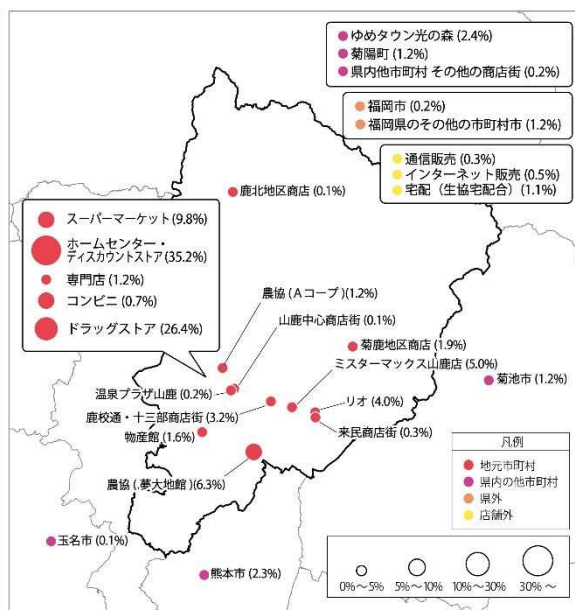 ゆめタウン光の森 (2.4%)
菊陽町 (1.2%)
県内他市町村 その他の商店街 (0.2%)
福岡市 (0.2%)
福岡県のその他の市町村市 (1.2%)
通信販売 (0.3%)
インターネット販売 (0.5%)
宅配（生協宅配合）(1.1%)
鹿北地区商店 (0.1%)
スーパーマーケット (9.8%)
ホームセンター・
ディスカウントストア (35.2%)
専門店 (1.2%)
コンビニ (0.7%)
ドラッグストア (26.4%)
農協 (Aコープ)(1.2%)
山鹿中心商店街 (0.1%)
菊鹿地区商店 (1.9%)
ミスターマックス山鹿店 (5.0%)
菊池市 (1.2%)
温泉プラザ山鹿 (0.2%)
リオ (4.0%)
鹿校通・十三部商店街 (3.2%)
来民商店街 (0.3%)
物産館 (1.6%)
農協 (.夢大地館)(6.3%)
凡例
地元市町村
県内の他市町村
県外
店舗外
玉名市 (0.1%)
熊本市 (2.3%)
0%～5%
5%～10%
10%～30%
30%～